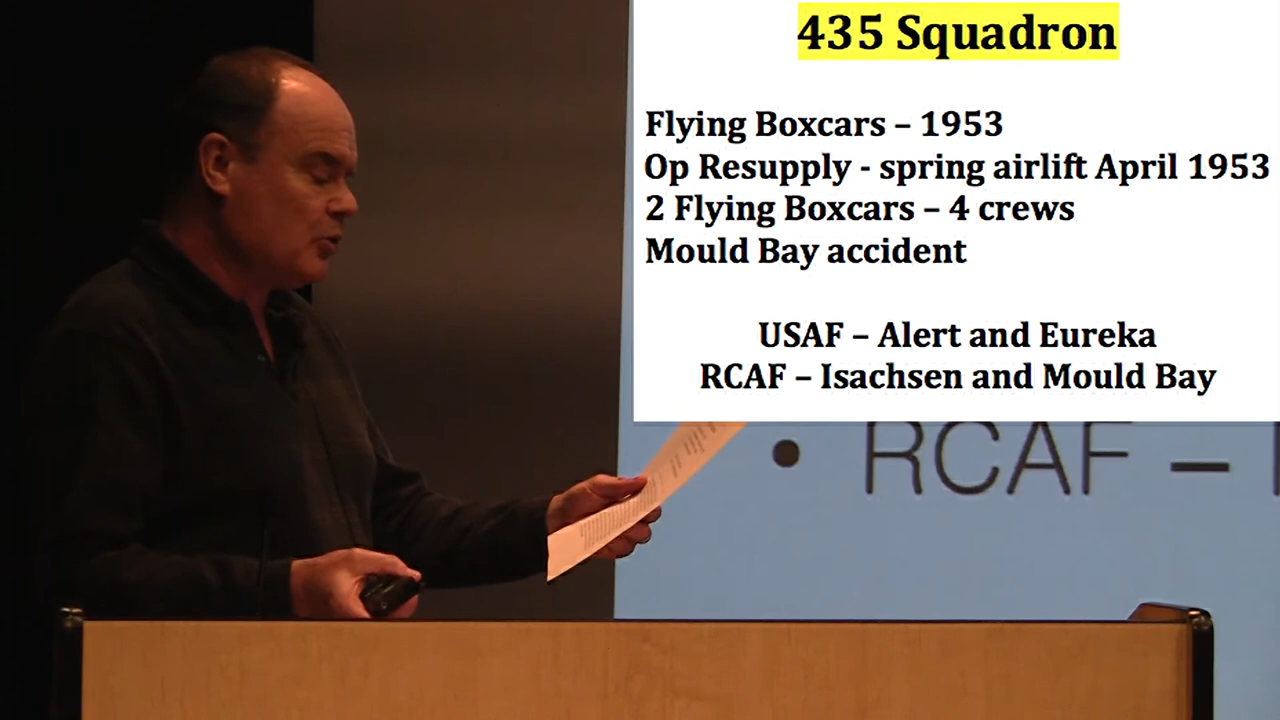 435 Squadron
Flying Boxcars – 1953
Op Resupply - spring airlift April 1953
2 Flying Boxcars – 4 crews
Mould Bay accident
USAF – Alert and Eureka
RCAF – Isachsen and Mould Bay
• RCAF –